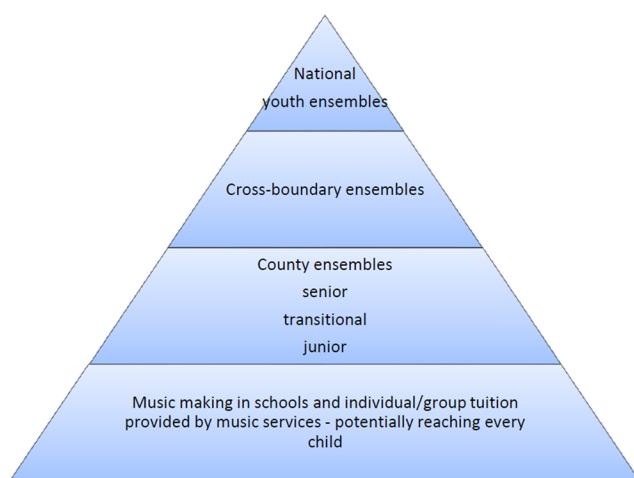 National
youth ensembles
Cross-boundary ensembles
County ensembles
senior
transitional
junior
Music making in schools and individual/group tuition
provided by music services - potentially reaching every
child